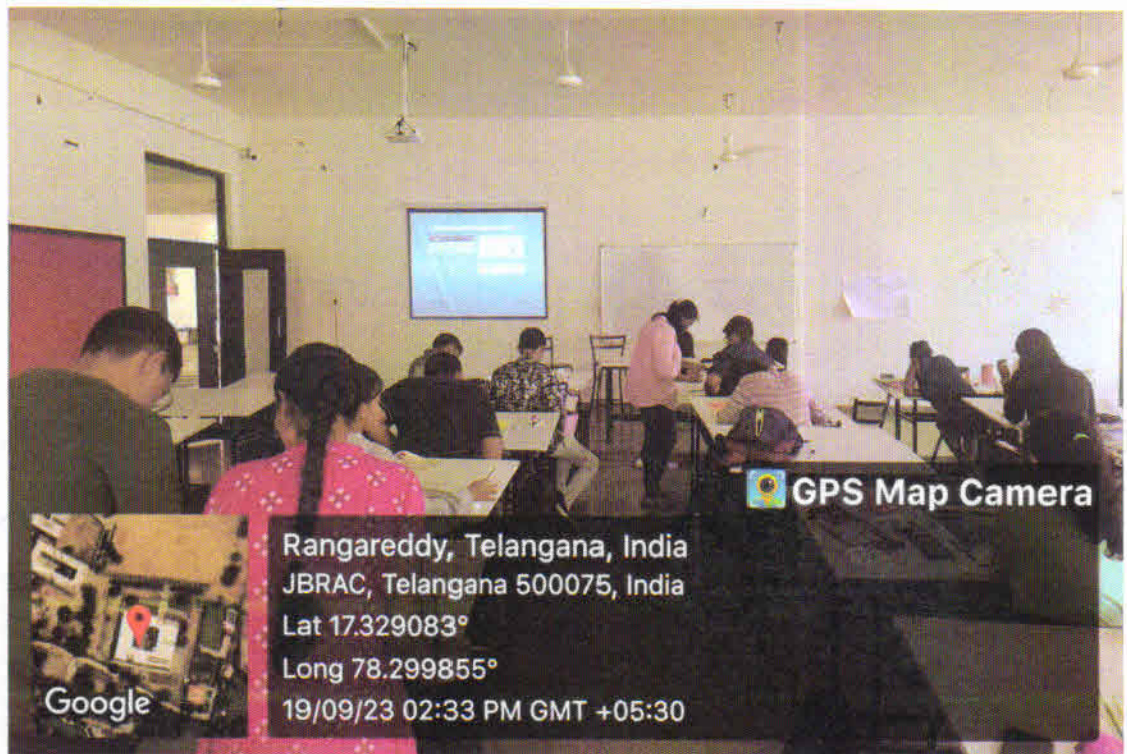 GPS Map Camera
Rangareddy, Telangana, India
JBRAC, Telangana 500075, India
Lat 17.329083°
Long 78.299855°
19/09/23 02:33 PM GMT +05:30
Google